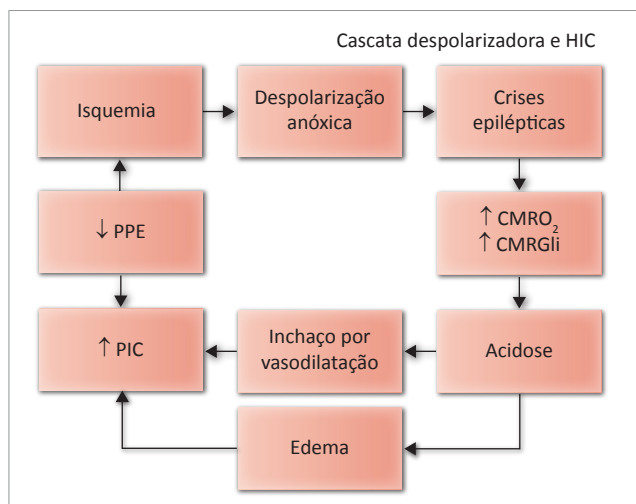 Cascata despolarizadora e HIC
Isquemia
Despolarização
anóxica
Crises
epilépticas
↓ PPE
↑ CMRO₂
↑ CMRGli
↑ PIC
Inchaço por
vasodilatação
Acidose
Edema